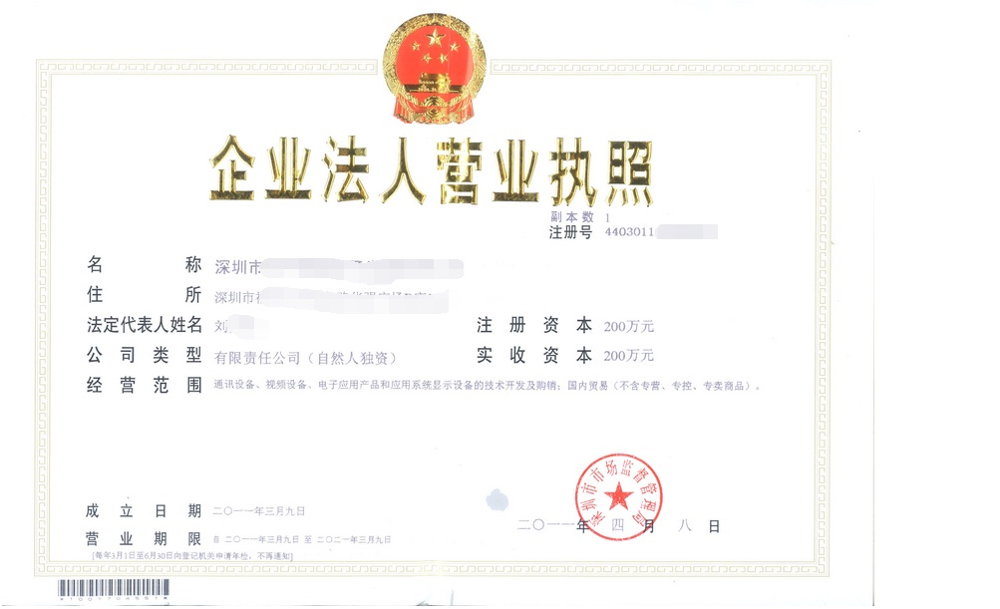 企业法人营业执照
副本数 1
注册号 4403011
名称 深圳市
住所 深圳市
法定代表人姓名 刘
注册资本 200万元
公司类型 有限责任公司（自然人独资）
实收资本 200万元
经营范围 通讯设备、视频设备、电子应用产品和应用系统显示设备的技术开发及购销；国内贸易（不含专营、专控、专卖商品）。
深圳市市场监督管理局
成立日期 二〇一一年三月九日
二〇一一年 四 月 八 日
营业期限 自 二〇一一年三月九日 至 二〇二一年三月九日
[每年3月1日至6月30日向登记机关申请年检，不再通知]